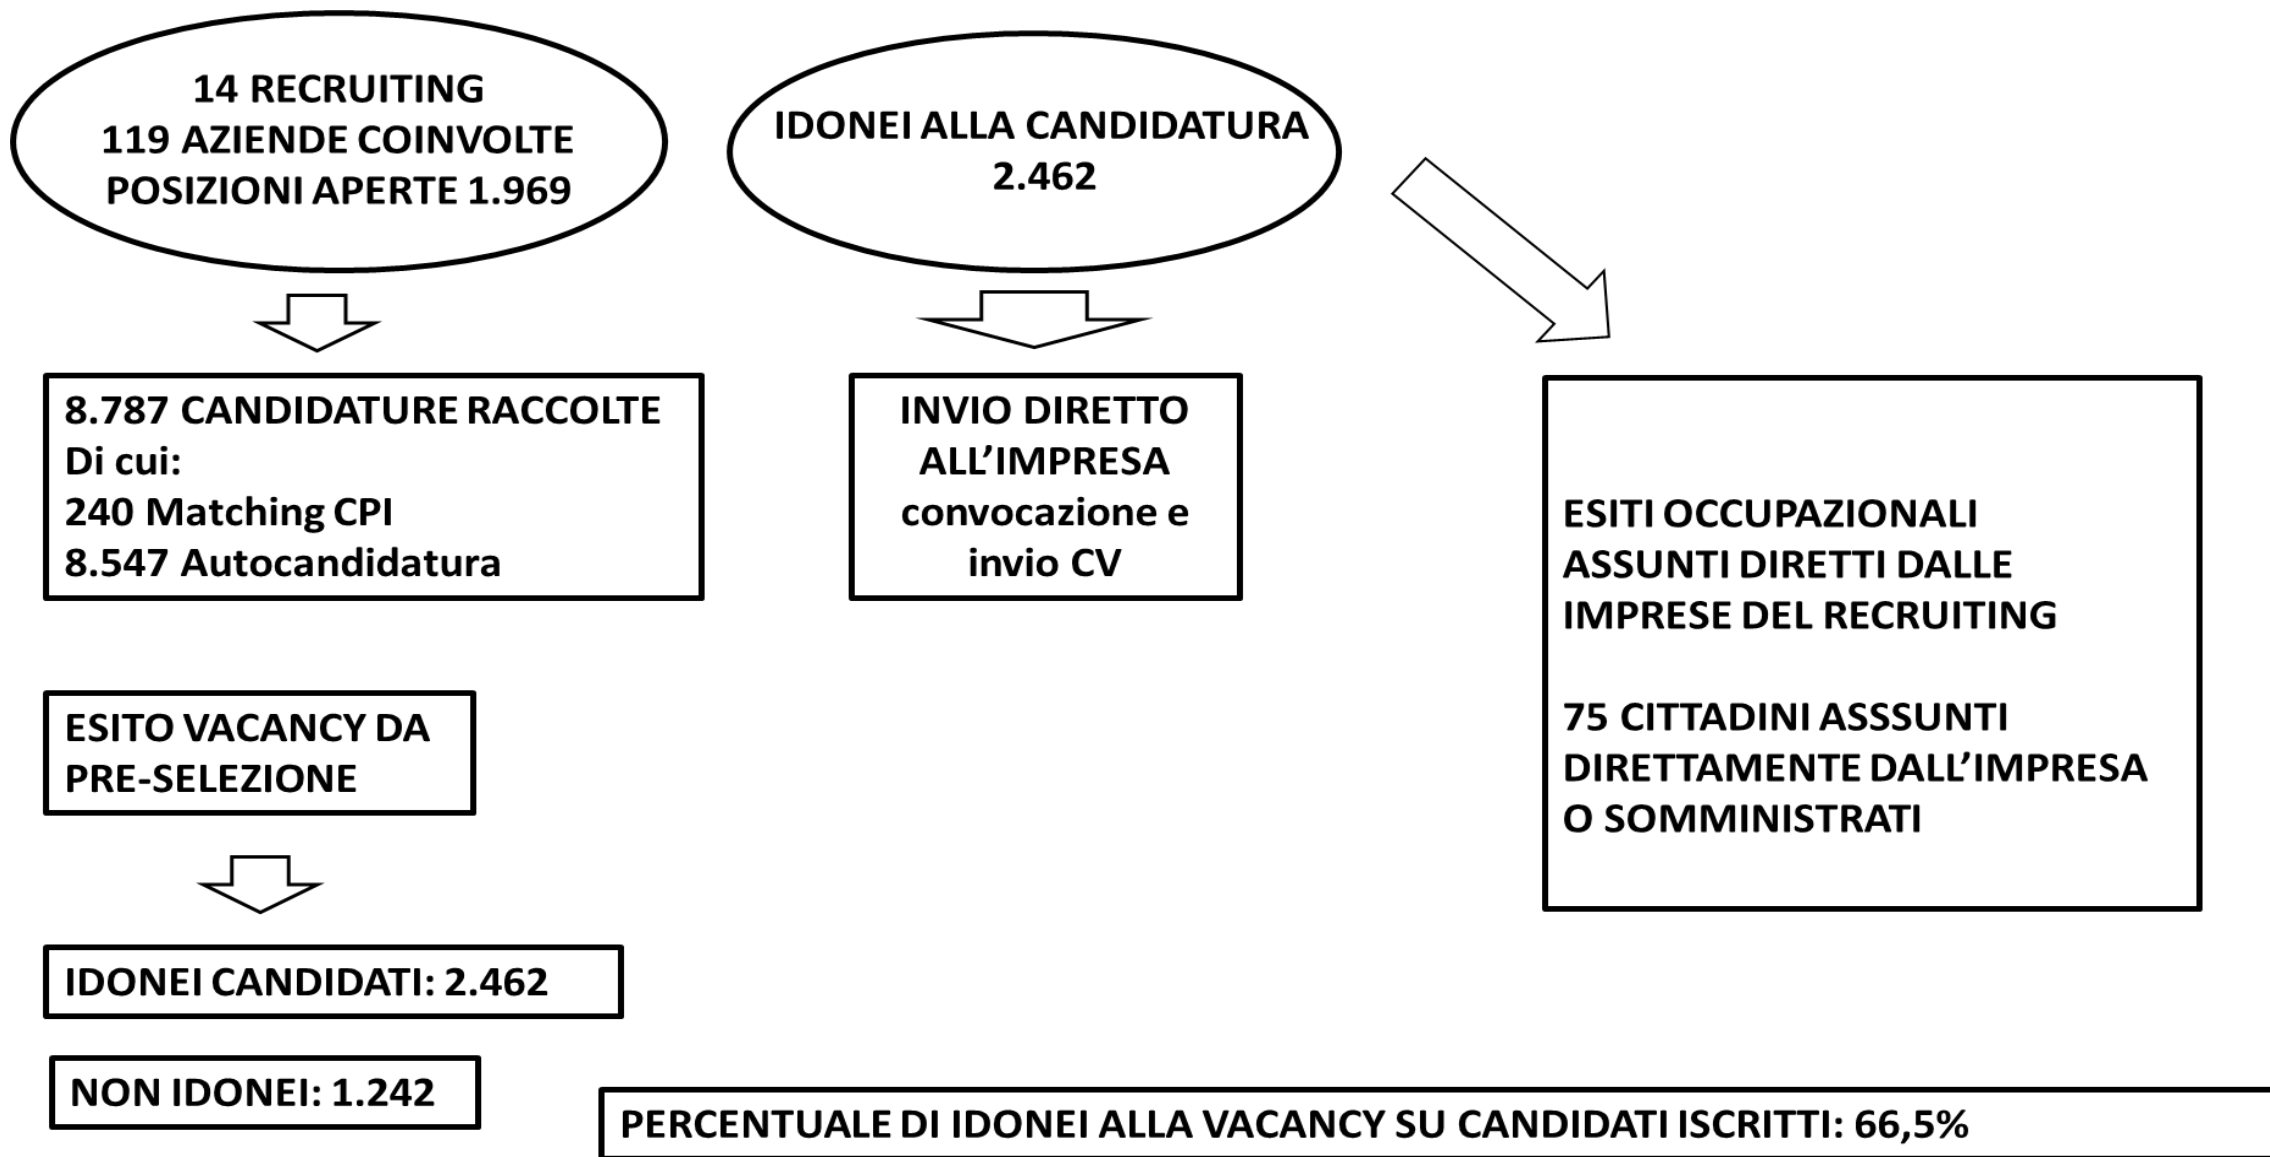 14 RECRUITING
119 AZIENDE COINVOLTE
POSIZIONI APERTE 1.969
8.787 CANDIDATURE RACCOLTE
Di cui:
240 Matching CPI
8.547 Autocandidatura
ESITO VACANCY DA
PRE-SELEZIONE
IDONEI CANDIDATI: 2.462
NON IDONEI: 1.242
IDONEI ALLA CANDIDATURA
2.462
INVIO DIRETTO
ALL’IMPRESA
convocazione e
invio CV
ESITI OCCUPAZIONALI
ASSUNTI DIRETTI DALLE
IMPRESE DEL RECRUITING
75 CITTADINI ASSSUNTI
DIRETTAMENTE DALL’IMPRESA
O SOMMINISTRATI
PERCENTUALE DI IDONEI ALLA VACANCY SU CANDIDATI ISCRITTI: 66,5%